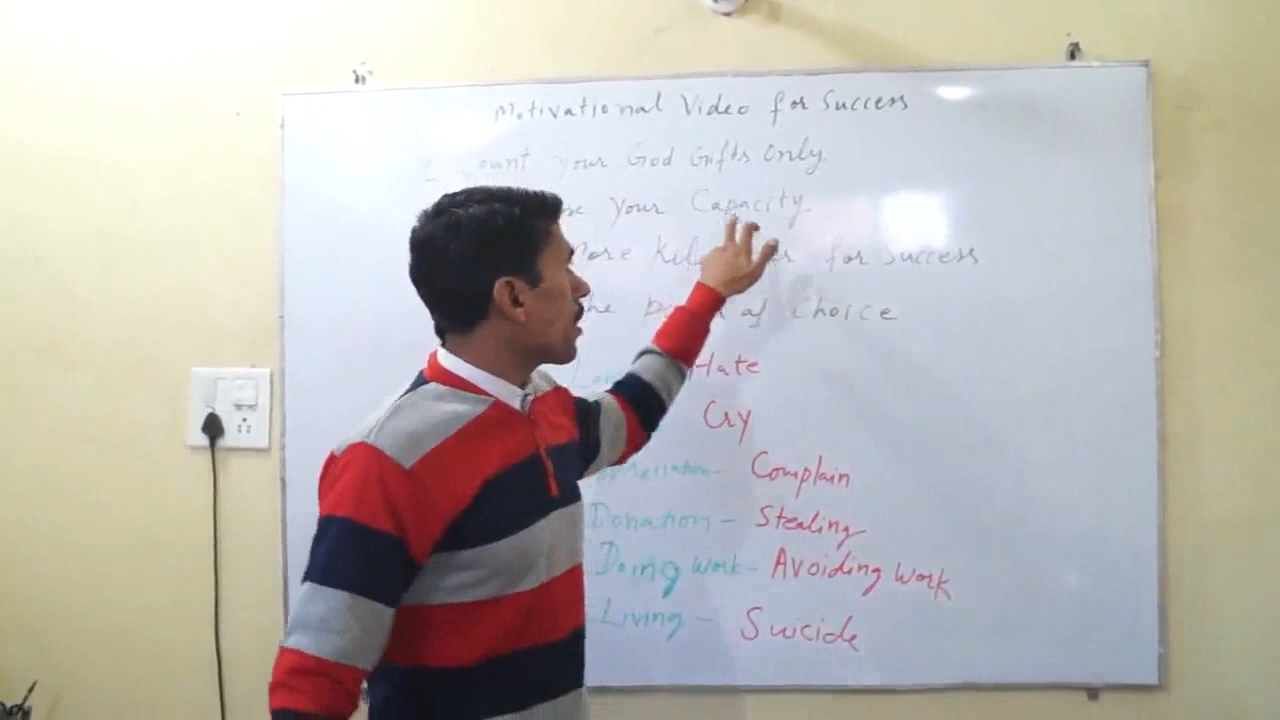 Motivational Video for Success
your God Gifts Only
your Capacity
More for Success
of Choice
Hate
Cry
Complain
Donation - Stealing
Doing work - Avoiding work
Living - Suicide